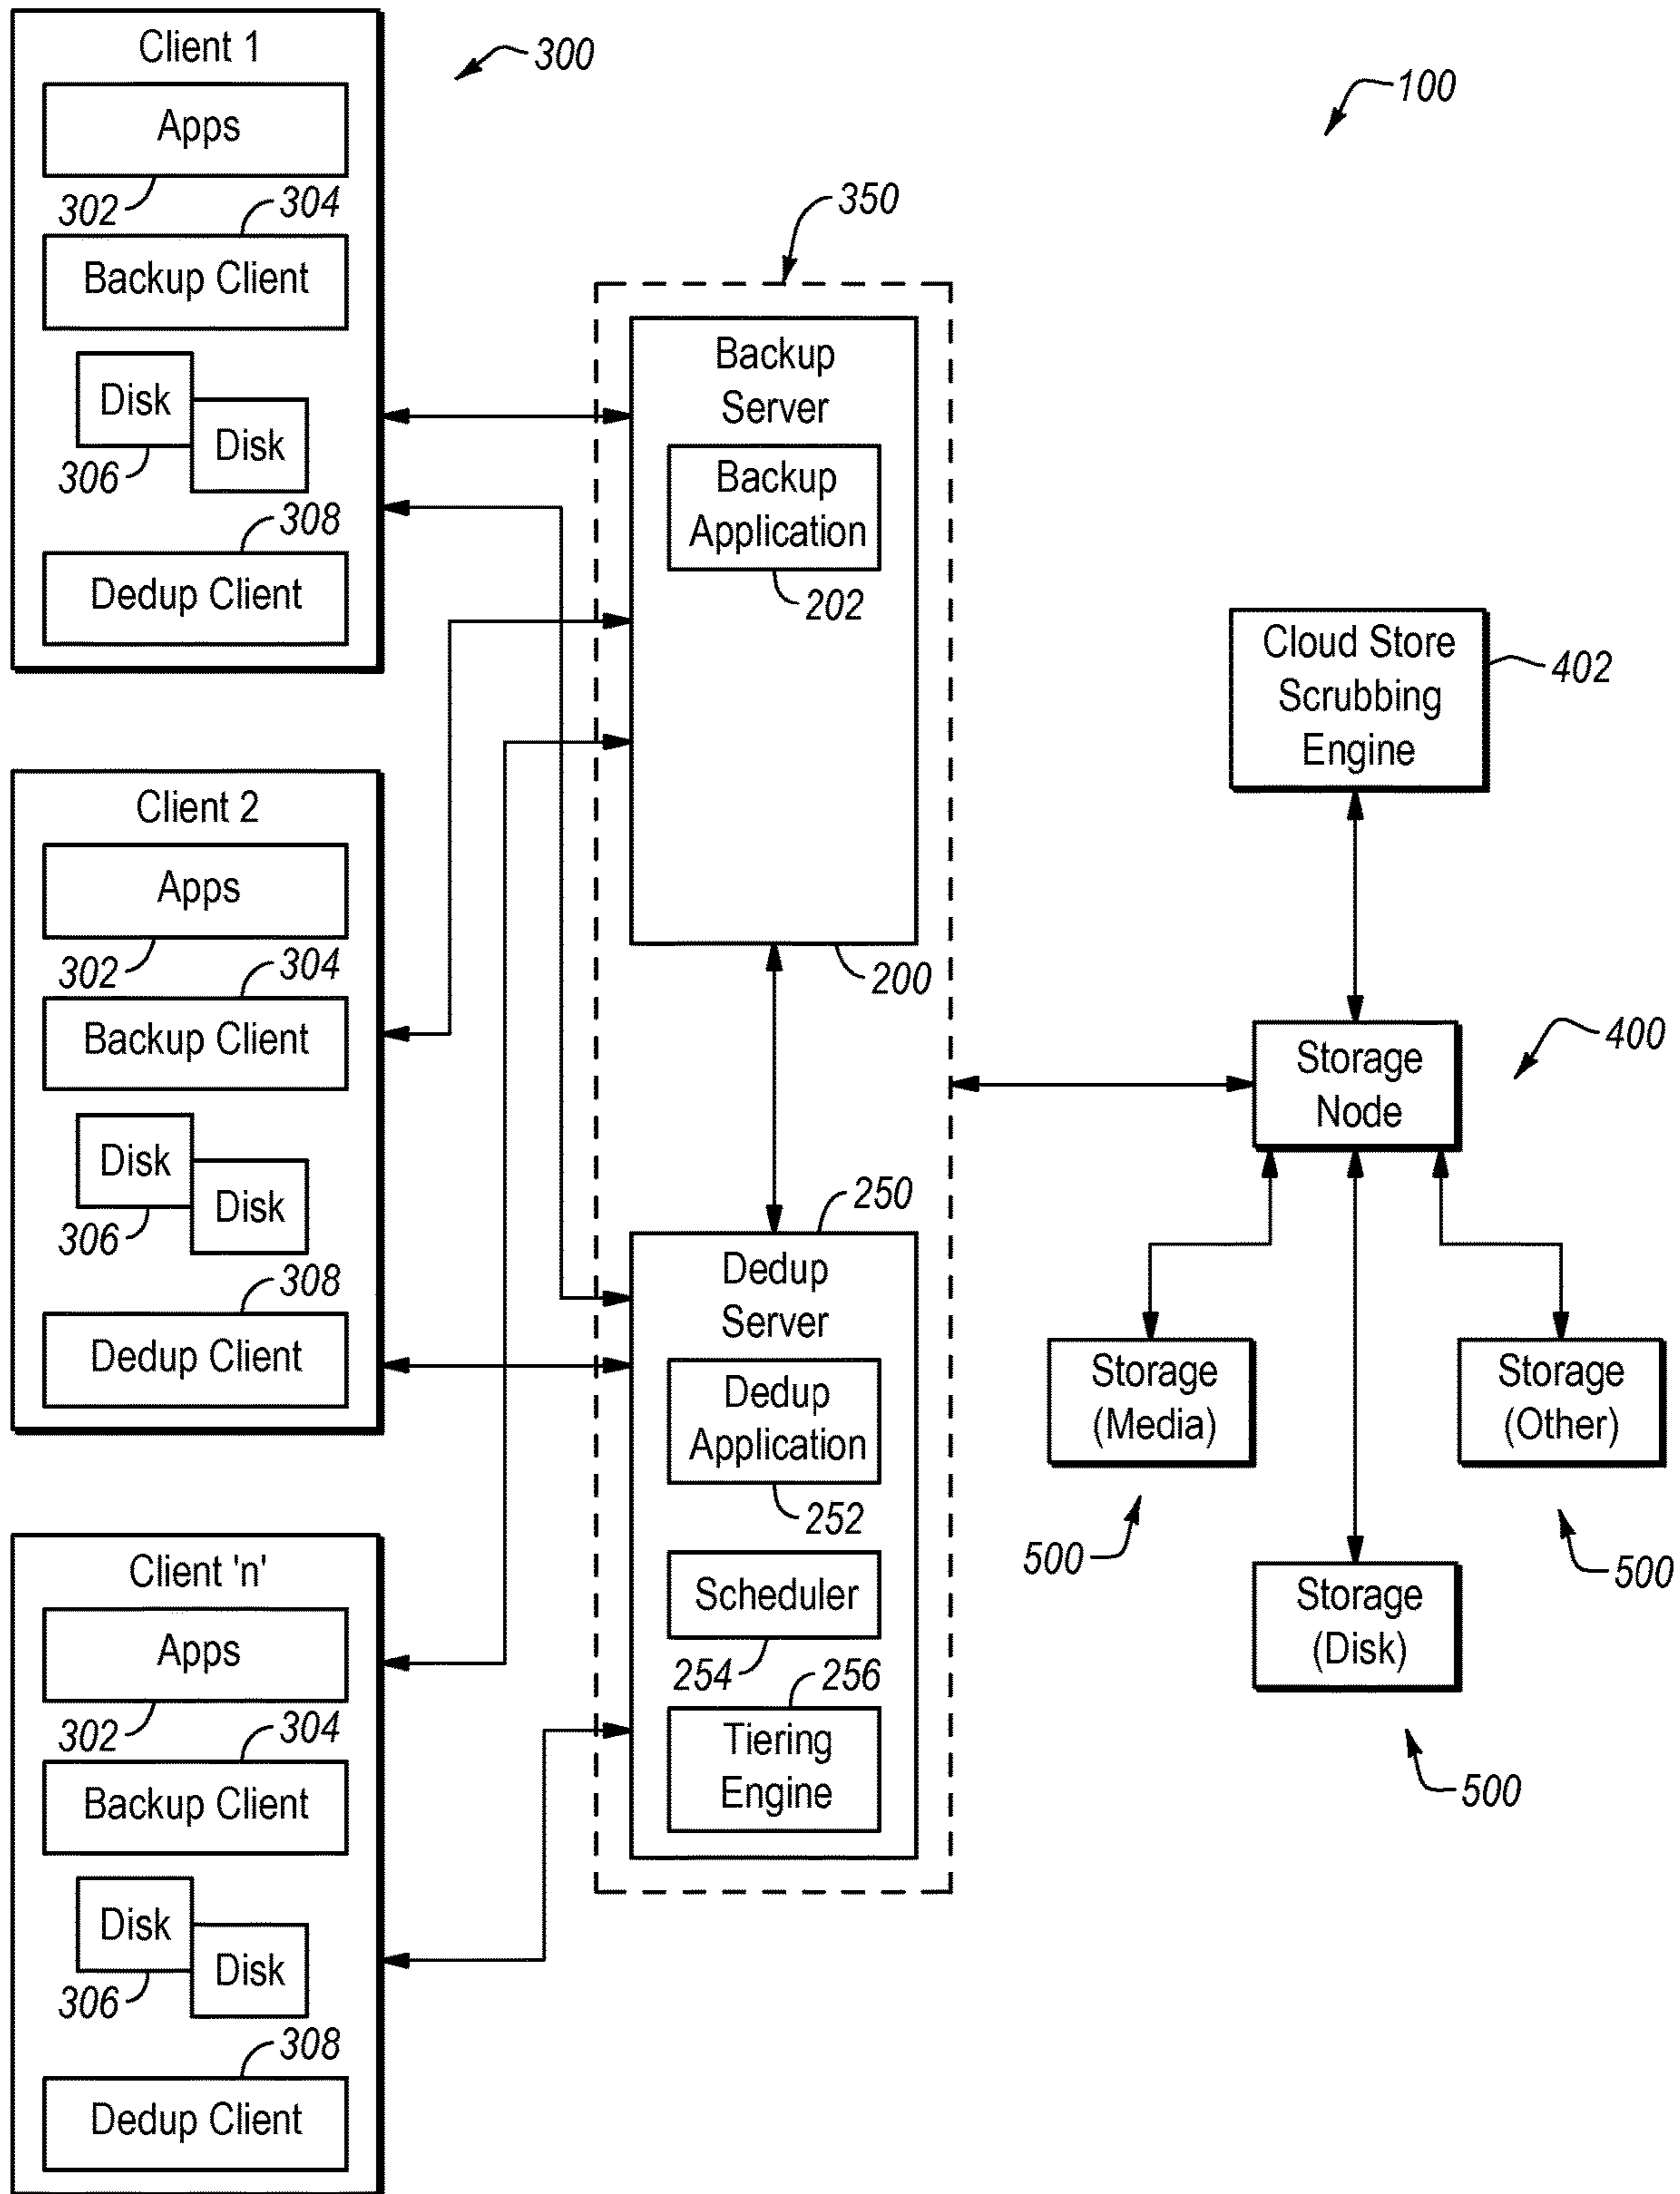 Client 1
300
100
Apps
302
304
Backup Client
Disk
Disk
306
308
Dedup Client
350
Backup
Server
Backup
Application
202
200
Cloud Store
Scrubbing
Engine
402
Client 2
Apps
302
304
Backup Client
Disk
Disk
306
308
Dedup Client
Storage
Node
400
250
Dedup
Server
Dedup
Application
252
Scheduler
254
256
Tiering
Engine
Storage
(Media)
500
Storage
(Other)
500
Storage
(Disk)
500
Client 'n'
Apps
302
304
Backup Client
Disk
Disk
306
308
Dedup Client